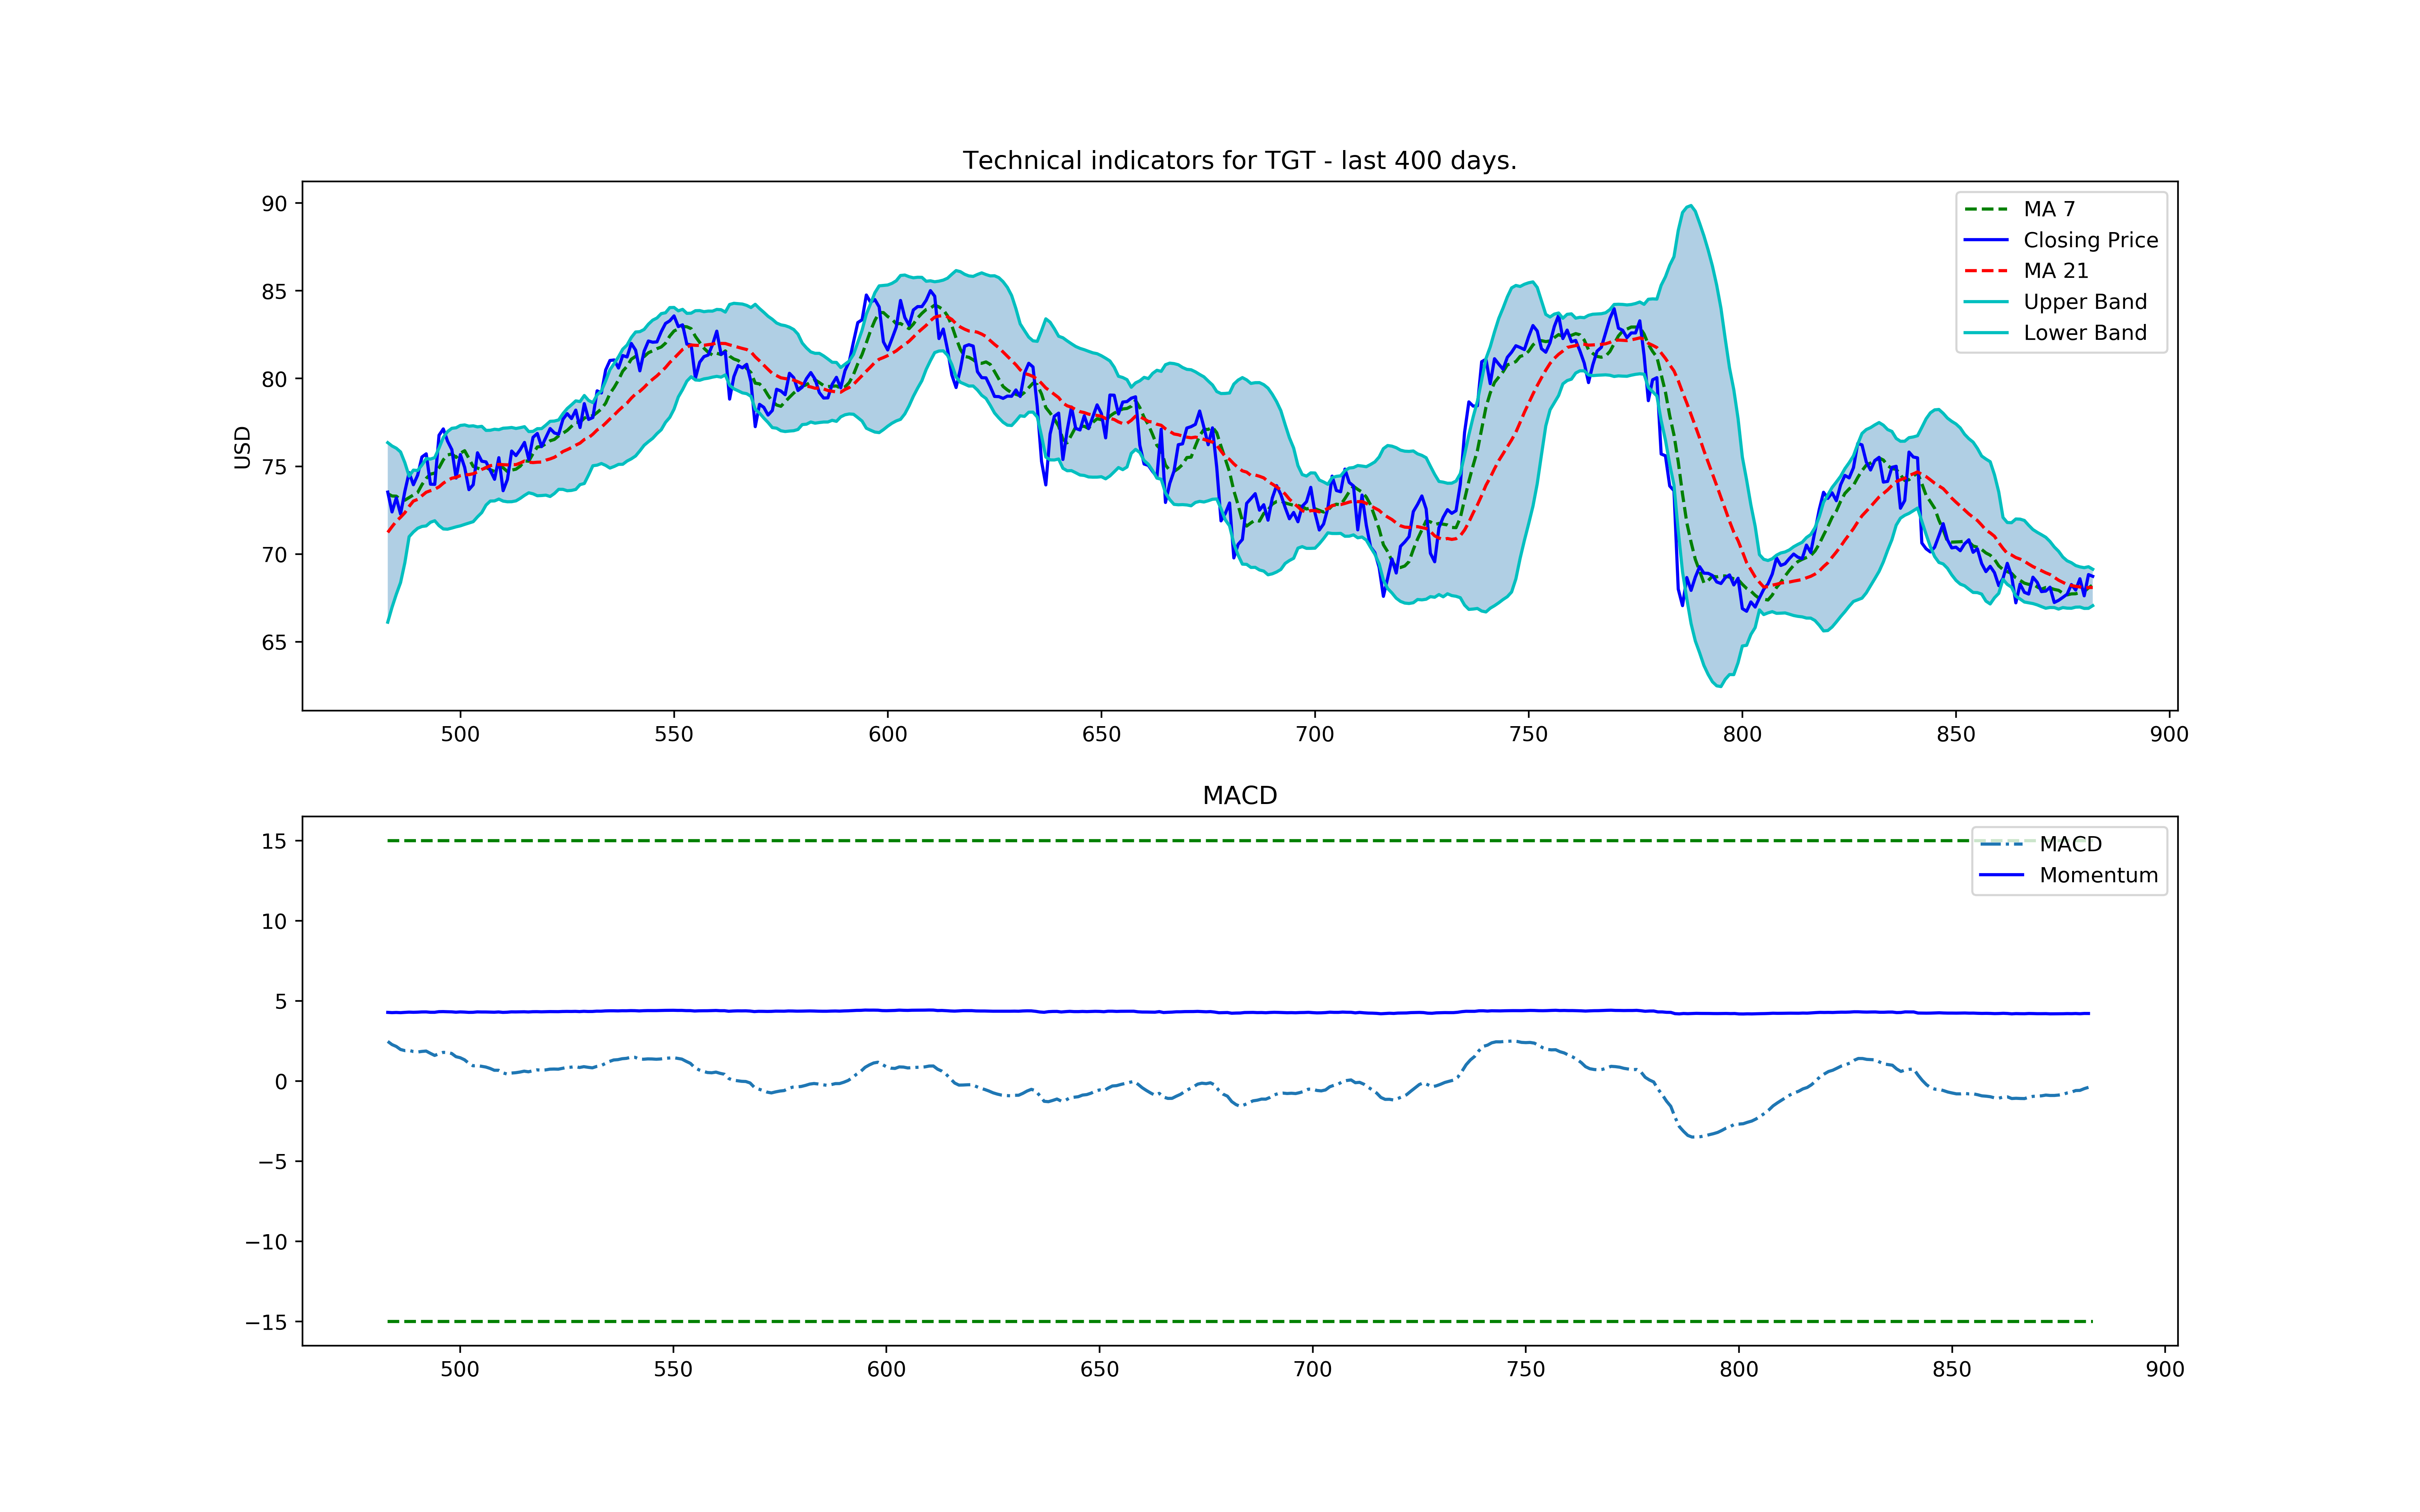 Technical indicators for TGT - last 400 days.
90
85
80
75
70
65
USD
MA 7
Closing Price
MA 21
Upper Band
Lower Band
500 550 600 650 700 750 800 850 900
MACD
15
10
5
0
−5
−10
−15
MACD
Momentum
500 550 600 650 700 750 800 850 900